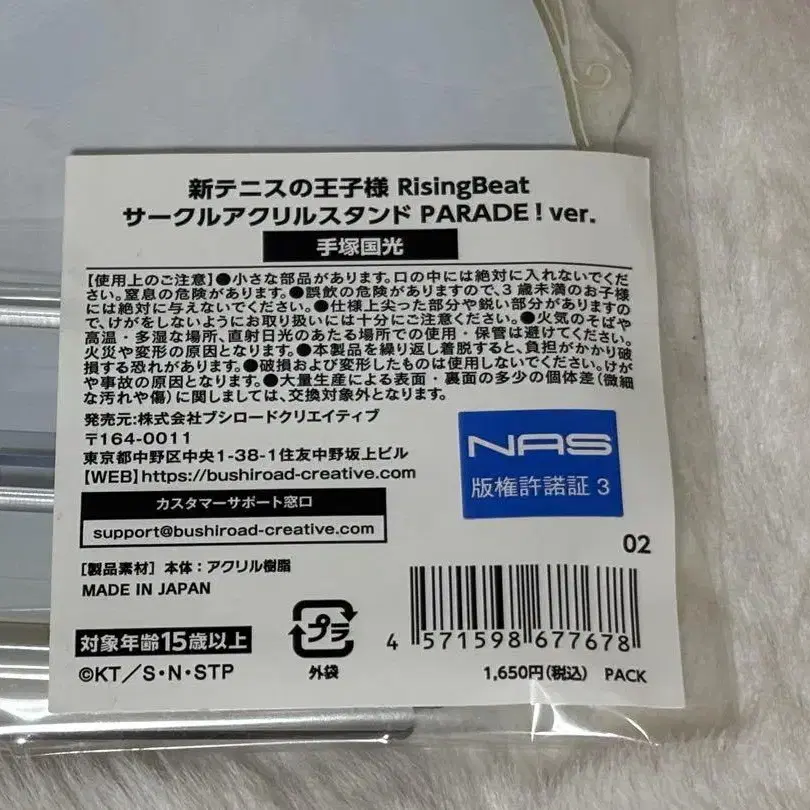 新テニスの王子様 RisingBeat
サークルアクリルスタンド PARADE！ver.
手塚国光
【使用上のご注意】●小さな部品があります。口の中には絶対に入れないでくだ
さい。窒息の危険があります。●誤飲の危険がありますので、3歳未満のお子様
には絶対に与えないでください。●仕様上尖った部分や鋭い部分がありますの
で、けがをしないようにお取り扱いには十分にご注意ください。●火気のそばや
高温・多湿な場所、直射日光のあたる場所での使用・保管は避けてください。
火災や変形の原因となります。●本製品を繰り返し着脱すると、負担がかかり破
損する恐れがあります。●破損および変形したものは使用しないでください。けが
や事故の原因となります。●大量生産による表面・裏面の多少の個体差（微細
な汚れや傷）に関しましては、交換対象外となります。
発売元：株式会社ブシロードクリエイティブ
〒164-0011
東京都中野区中央1-38-1住友中野坂上ビル
【WEB】https://bushiroad-creative.com
カスタマーサポート窓口
support@bushiroad-creative.com
NAS
版権許諾証 3
02
［製品素材］本体：アクリル樹脂
MADE IN JAPAN
対象年齢15歳以上
©KT／S・N・STP
プラ
外袋
4 571598 677678
1,650円（税込） PACK